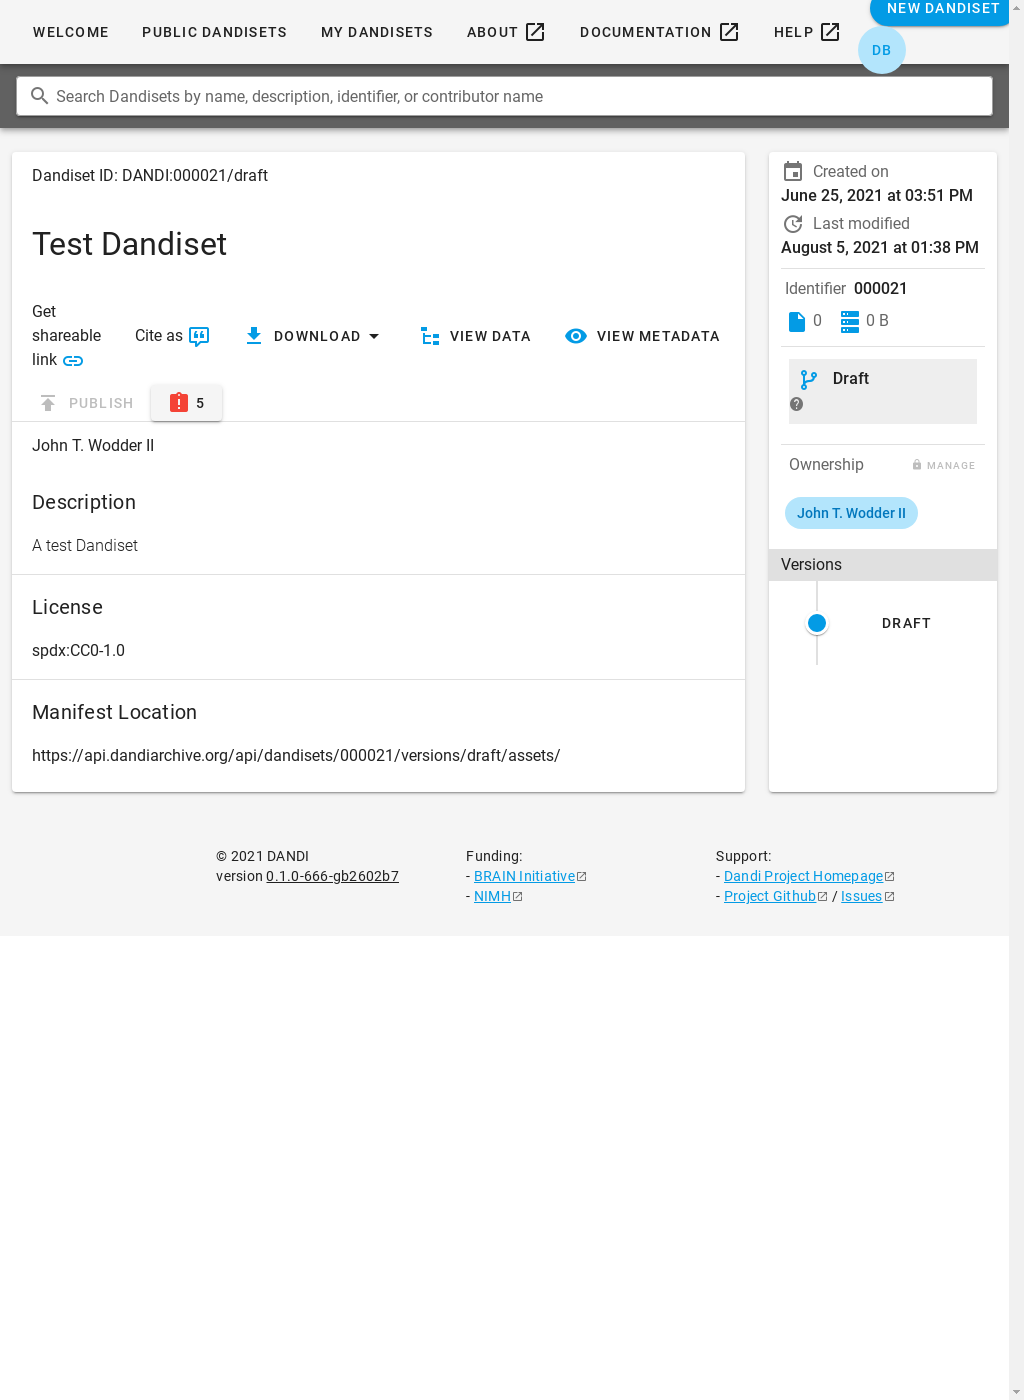 WELCOME
PUBLIC DANDISETS
MY DANDISETS
ABOUT
DOCUMENTATION
HELP
NEW DANDISET
DB
Search Dandisets by name, description, identifier, or contributor name
Dandiset ID: DANDI:000021/draft
Test Dandiset
Get
shareable
link
Cite as
DOWNLOAD
VIEW DATA
VIEW METADATA
PUBLISH
5
John T. Wodder II
Description
A test Dandiset
License
spdx:CC0-1.0
Manifest Location
https://api.dandiarchive.org/api/dandisets/000021/versions/draft/assets/
Created on
June 25, 2021 at 03:51 PM
Last modified
August 5, 2021 at 01:38 PM
Identifier 000021
0
0 B
Draft
Ownership
MANAGE
John T. Wodder II
Versions
DRAFT
© 2021 DANDI
version 0.1.0-666-gb2602b7
Funding:
- BRAIN Initiative
- NIMH
Support:
- Dandi Project Homepage
- Project Github / Issues